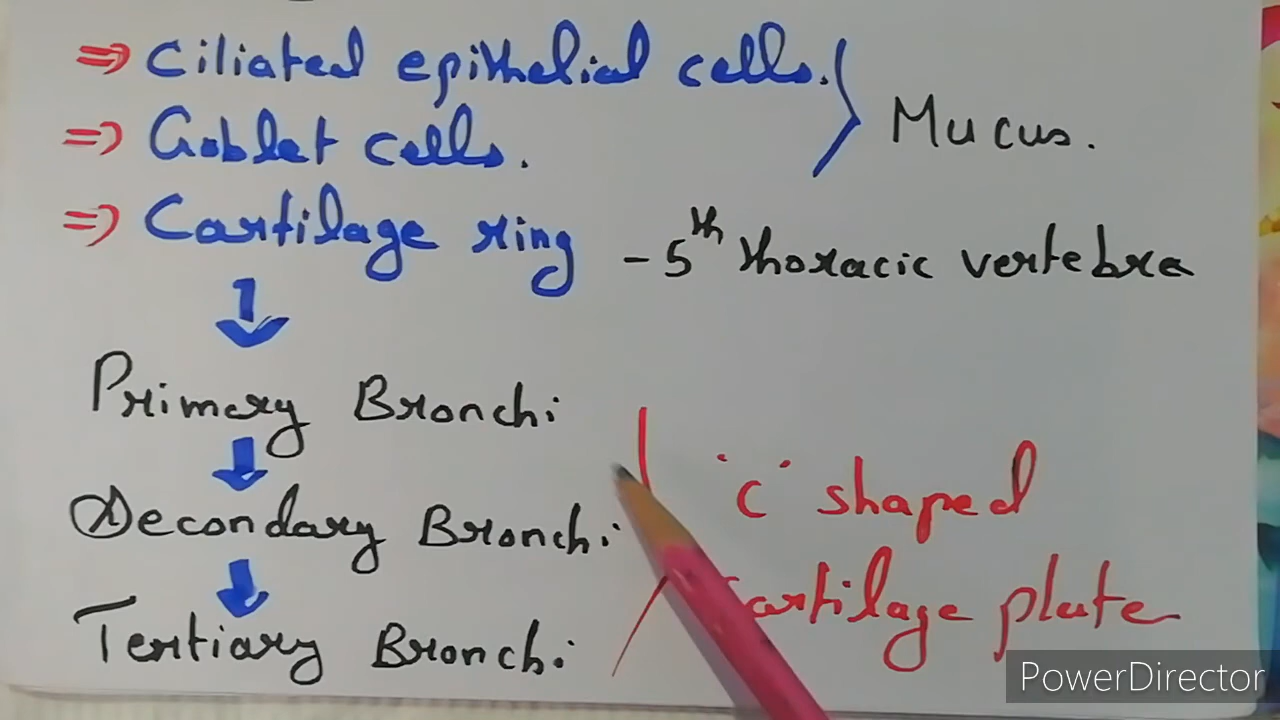 ⇒ Ciliated epithelial cells.
⇒ Goblet cells.
Mucus.
⇒ Cartilage ring - 5th thoracic vertebra
Primary Bronchi
Secondary Bronchi
Tertiary Bronchi
'C' shaped
cartilage plate
PowerDirector